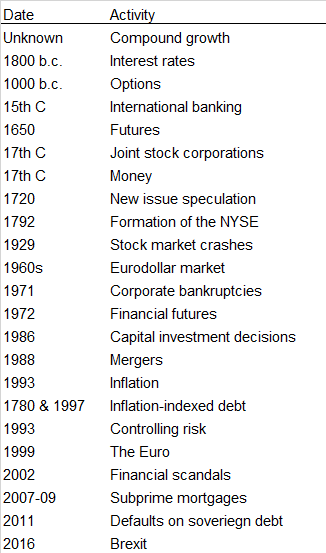 Date Activity
Unknown Compound growth
1800 b.c. Interest rates
1000 b.c. Options
15th C International banking
1650 Futures
17th C Joint stock corporations
17th C Money
1720 New issue speculation
1792 Formation of the NYSE
1929 Stock market crashes
1960s Eurodollar market
1971 Corporate bankruptcies
1972 Financial futures
1986 Capital investment decisions
1988 Mergers
1993 Inflation
1780 & 1997 Inflation-indexed debt
1993 Controlling risk
1999 The Euro
2002 Financial scandals
2007-09 Subprime mortgages
2011 Defaults on soveriegn debt
2016 Brexit